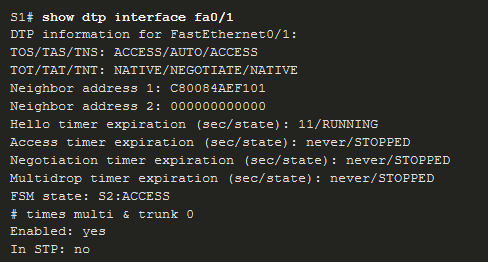 S1# show dtp interface fa0/1
DTP information for FastEthernet0/1:
TOS/TAS/TNS: ACCESS/AUTO/ACCESS
TOT/TAT/TNT: NATIVE/NEGOTIATE/NATIVE
Neighbor address 1: C80084AEF101
Neighbor address 2: 000000000000
Hello timer expiration (sec/state): 11/RUNNING
Access timer expiration (sec/state): never/STOPPED
Negotiation timer expiration (sec/state): never/STOPPED
Multidrop timer expiration (sec/state): never/STOPPED
FSM state: S2:ACCESS
# times multi & trunk 0
Enabled: yes
In STP: no